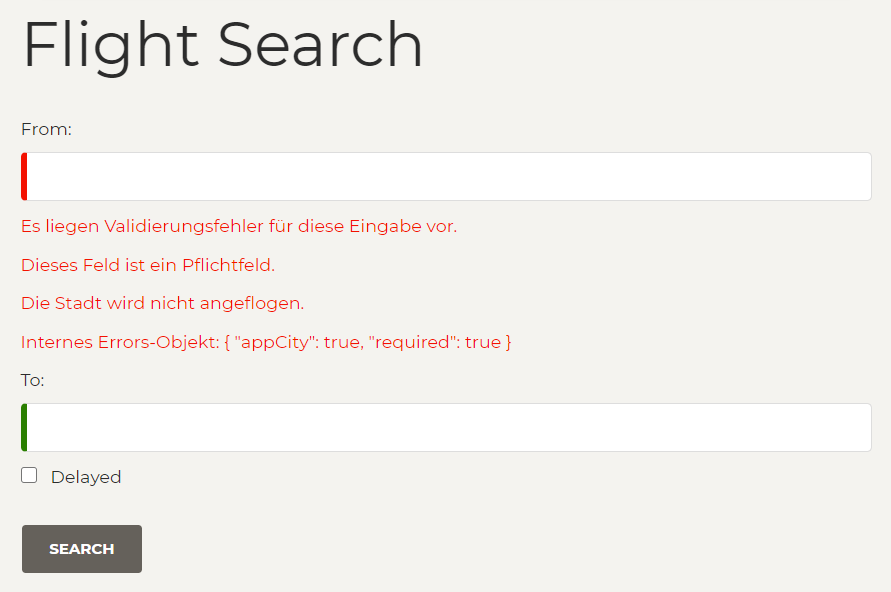 Flight Search
From:
Es liegen Validierungsfehler für diese Eingabe vor.
Dieses Feld ist ein Pflichtfeld.
Die Stadt wird nicht angeflogen.
Internes Errors-Objekt: { "appCity": true, "required": true }
To:
Delayed
SEARCH